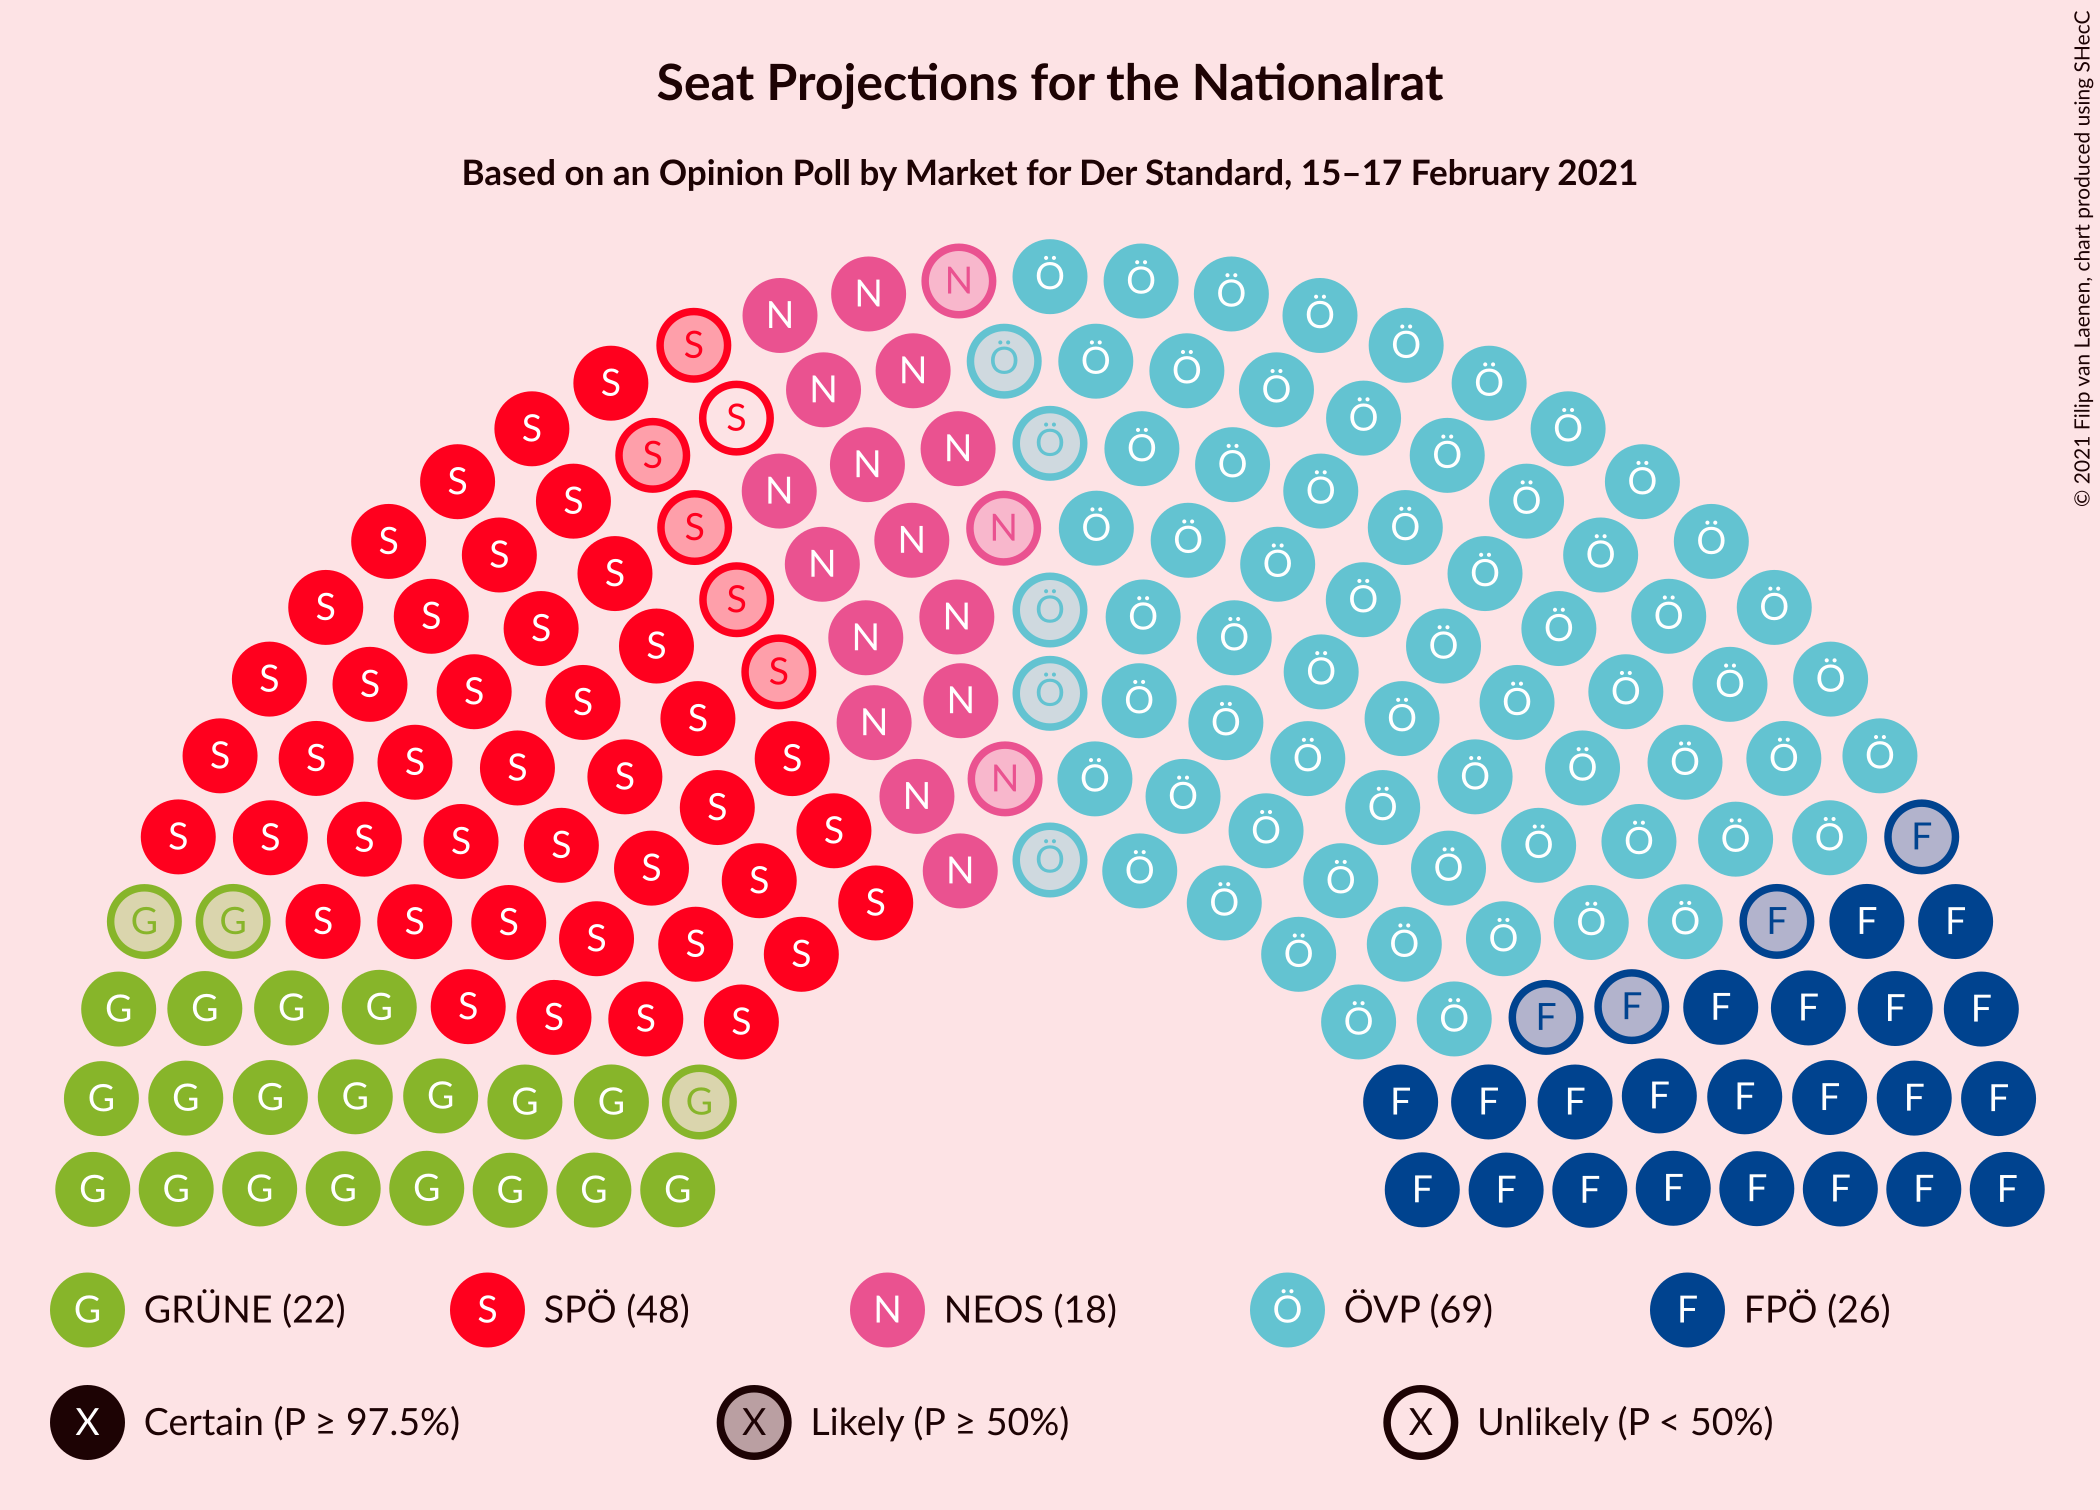 Seat Projections for the Nationalrat
Based on an Opinion Poll by Market for Der Standard, 15–17 February 2021
© 2021 Filip van Laenen, chart produced using SHecC
N N N Ö Ö Ö Ö Ö
S S S N N Ö Ö Ö Ö Ö Ö Ö
S S S N N N Ö Ö Ö Ö Ö Ö Ö
S S S S N N N Ö Ö Ö Ö Ö Ö Ö
S S S S S N N Ö Ö Ö Ö Ö Ö Ö Ö
S S S S S S N N Ö Ö Ö Ö Ö Ö Ö Ö Ö
S S S S S S N N Ö Ö Ö Ö Ö Ö Ö Ö Ö
S S S S S S S N N Ö Ö Ö Ö Ö Ö Ö Ö F
G G S S S S S S S N Ö Ö Ö Ö Ö Ö Ö Ö F F F
G G G G S S S S Ö Ö F F F F F F
G G G G G G G G F F F F F F F F
G G G G G G G G F F F F F F F F
G GRÜNE (22) S SPÖ (48) N NEOS (18) Ö ÖVP (69) F FPÖ (26)
X Certain (P ≥ 97.5%) X Likely (P ≥ 50%) X Unlikely (P < 50%)